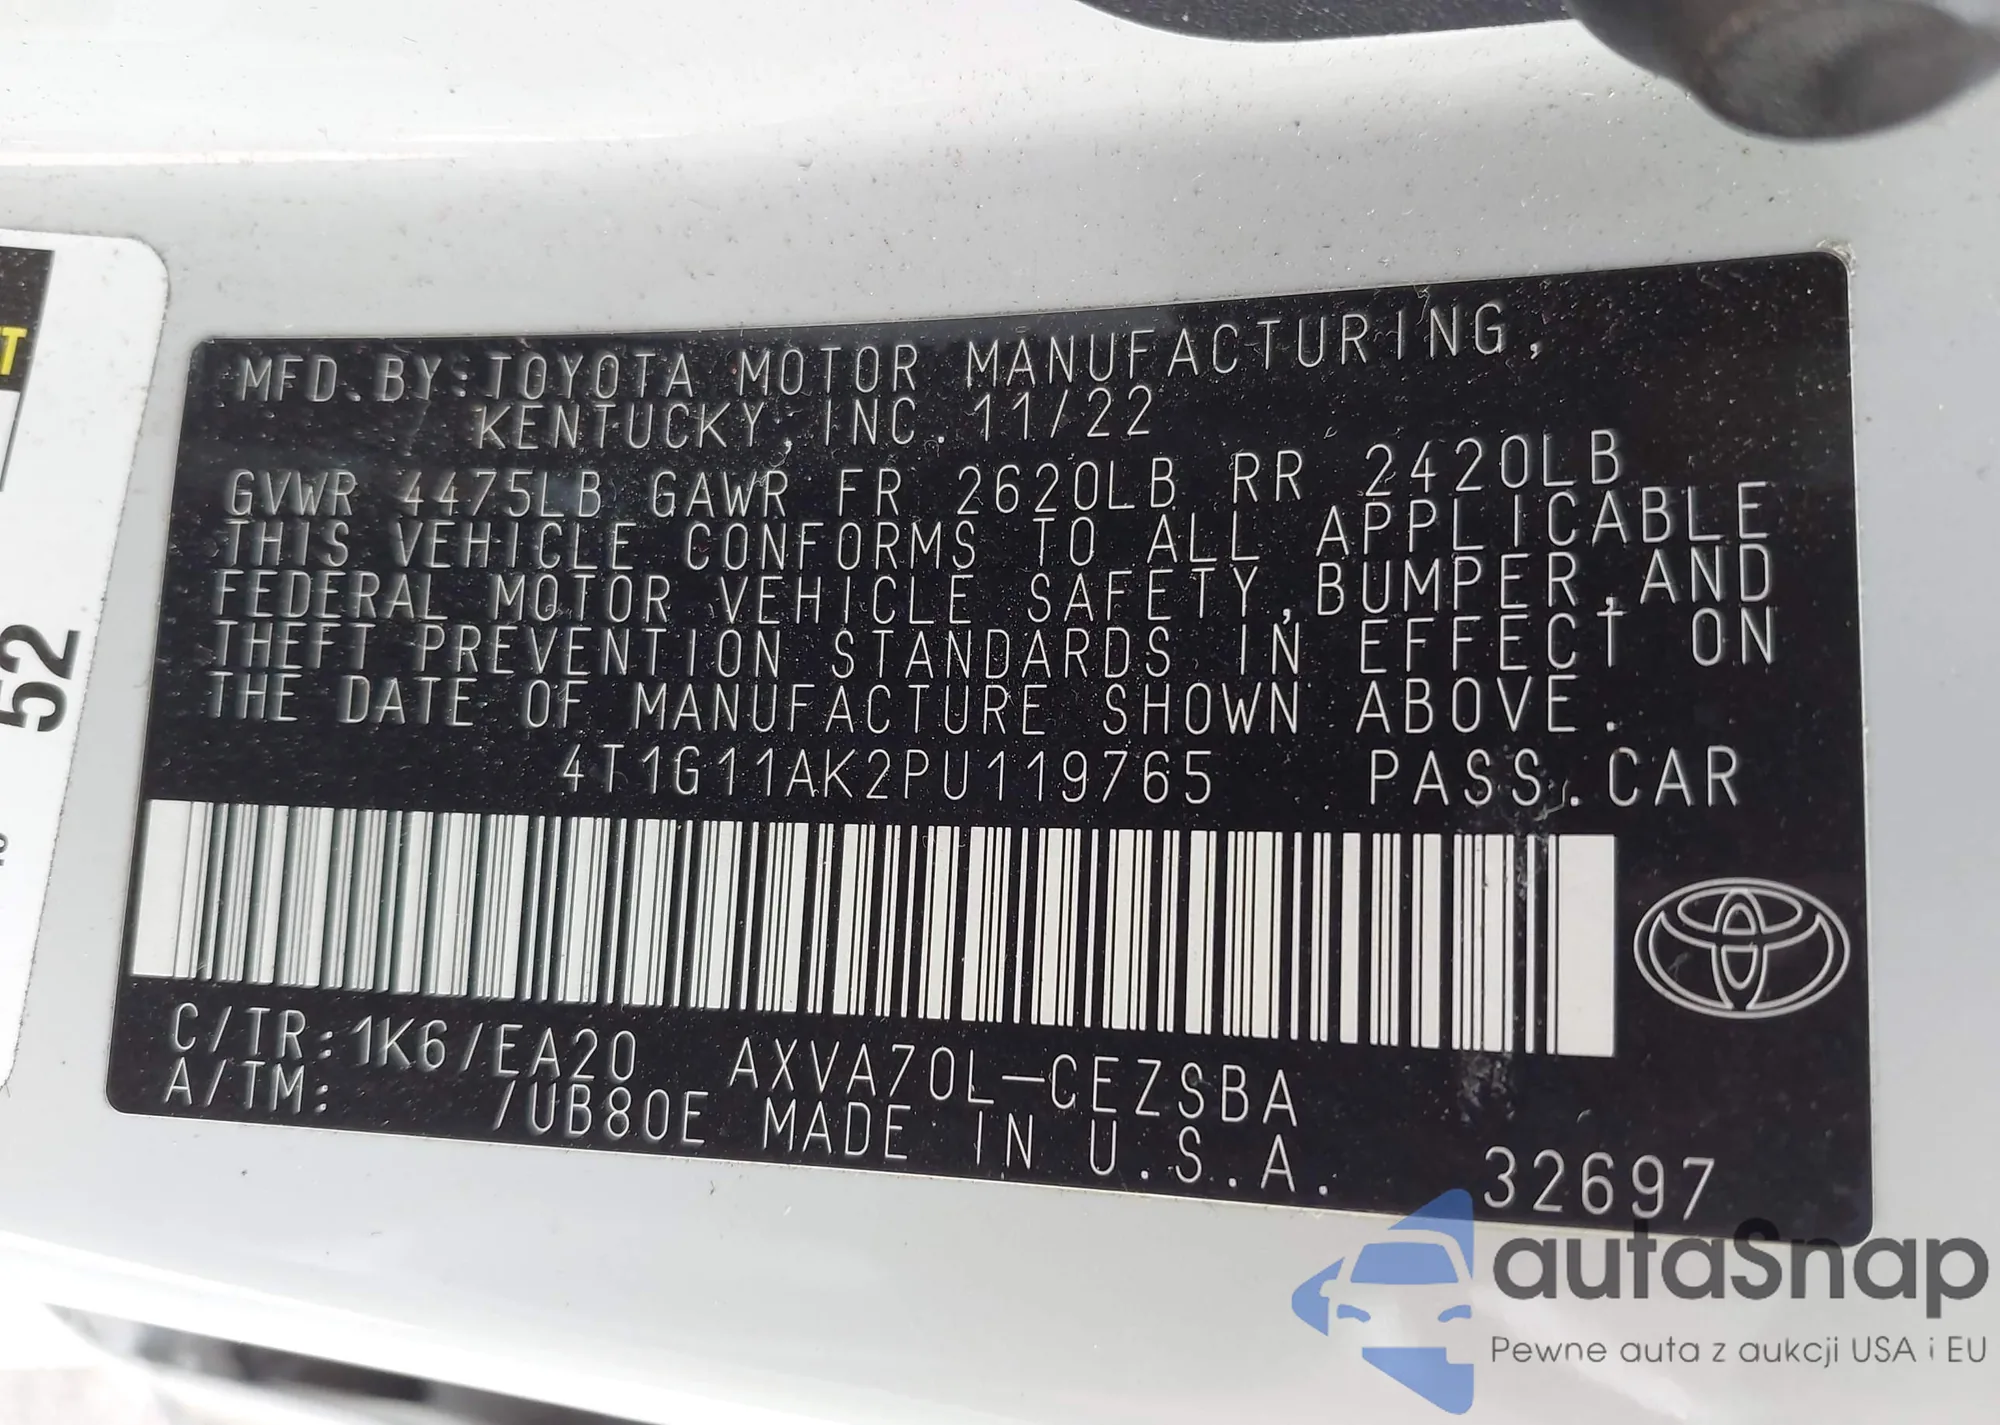 T
52
MFD.BY:TOYOTA MOTOR MANUFACTURING,
KENTUCKY, INC. 11/22
GVWR 4475LB GAWR FR 2620LB RR 2420LB
THIS VEHICLE CONFORMS TO ALL APPLICABLE
FEDERAL MOTOR VEHICLE SAFETY,BUMPER,AND
THEFT PREVENTION STANDARDS IN EFFECT ON
THE DATE OF MANUFACTURE SHOWN ABOVE.
4T1G11AK2PU119765 PASS.CAR
C/TR:1K6/EA20 AXVA70L-CEZSBA
A/TM: /UB80E MADE IN U.S.A.
32697
autaSnap
Pewne auta z aukcji USA i EU